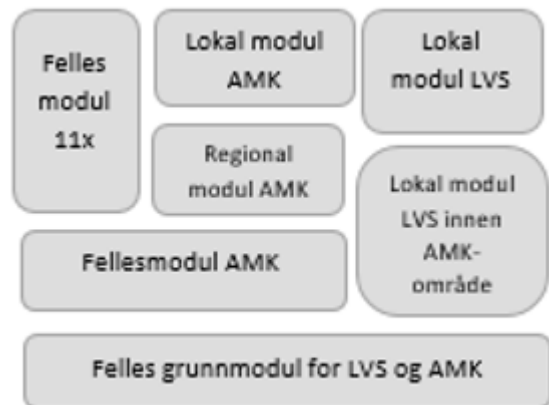 Felles
modul
11x
Lokal modul
AMK
Lokal
modul LVS
Regional
modul AMK
Lokal modul
LVS innen
AMK-
område
Fellesmodul AMK
Felles grunnmodul for LVS og AMK